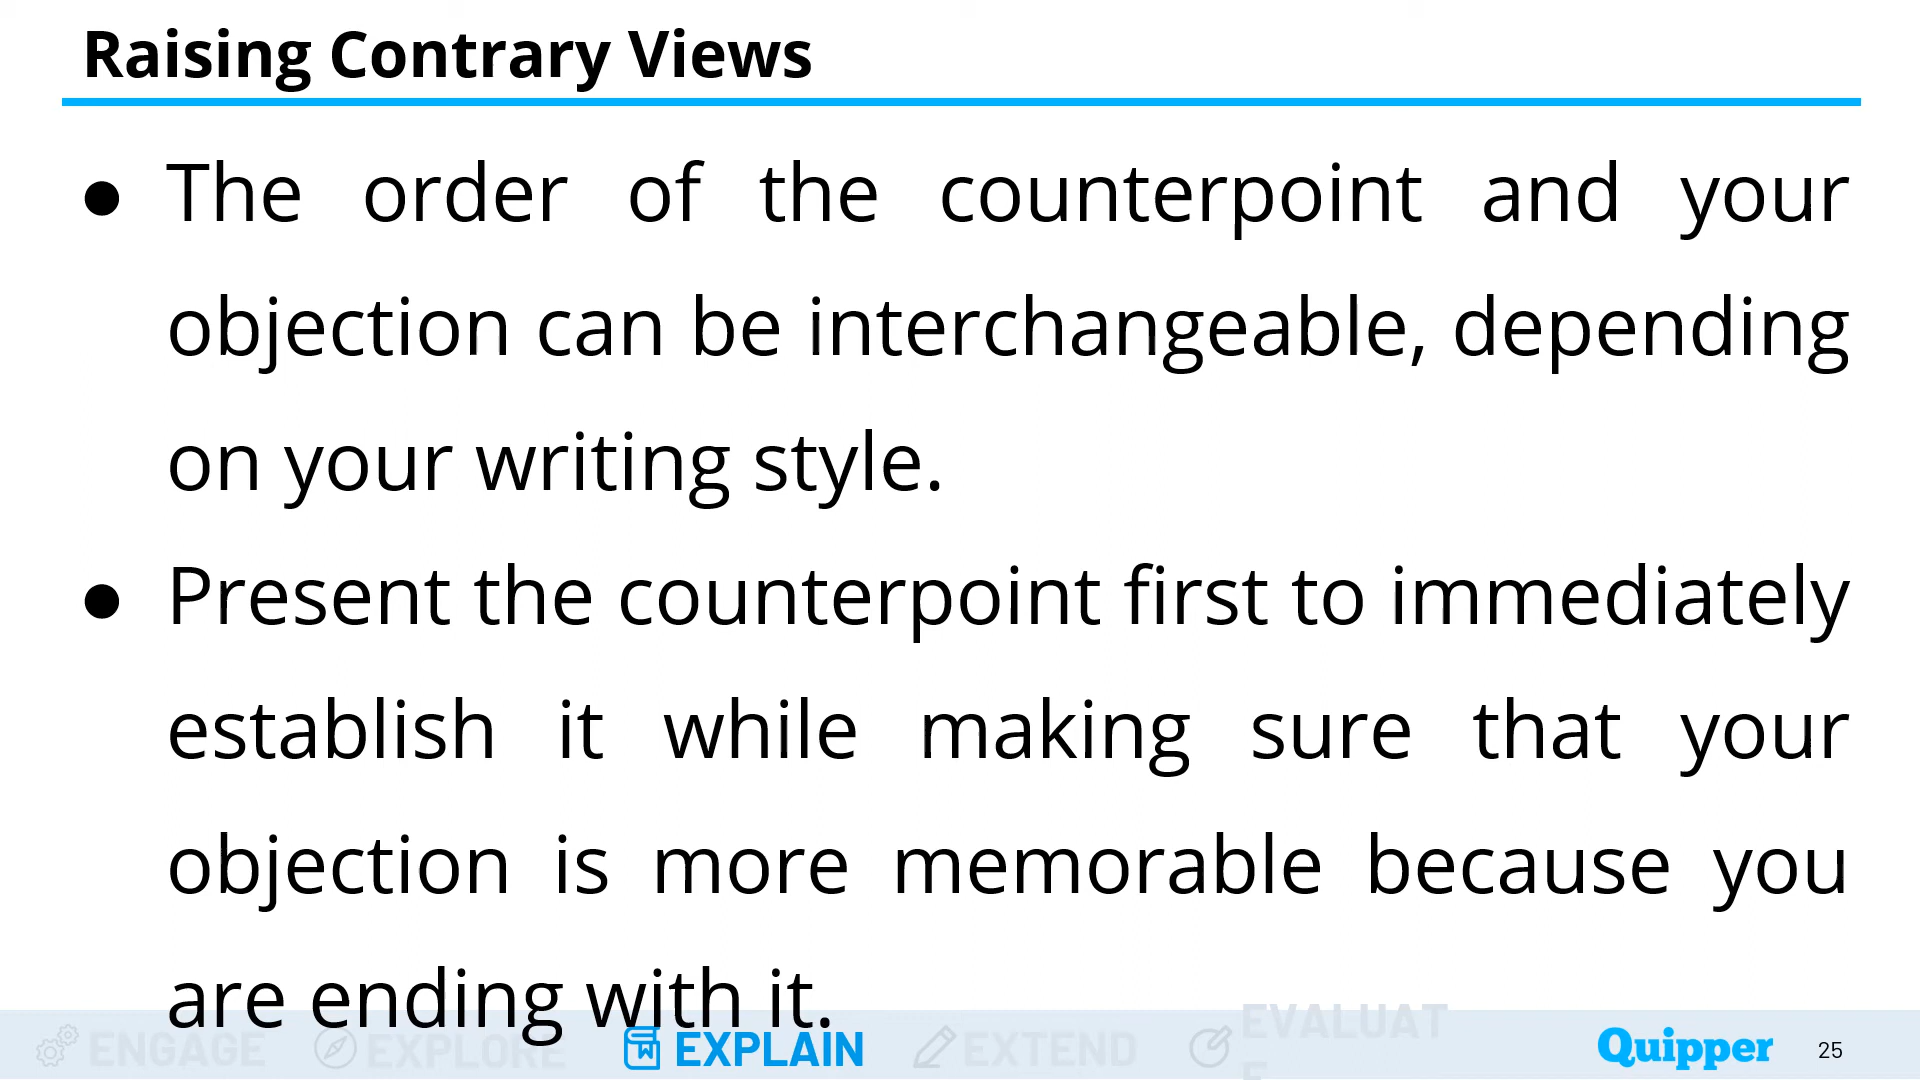 Raising Contrary Views
● The order of the counterpoint and your
objection can be interchangeable, depending
on your writing style.
● Present the counterpoint first to immediately
establish it while making sure that your
objection is more memorable because you
are ending with it.
ENGAGE EXPLORE EXPLAIN EXTEND EVALUAT
E
Quipper 25